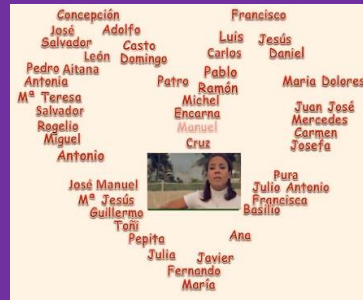 Concepción Francisco
José Adolfo Luis Jesús
Salvador Casto Carlos Daniel
León Domingo
Pedro Aitana Pablo
Antonia Patro Ramón Maria Dolores
Mª Teresa Michel
Salvador Encarna Juan José
Rogelio Manuel Mercedes
Miguel Cruz Carmen
Antonio Josefa
José Manuel Pura
Mª Jesús Julio Antonio
Guillermo Francisca
Toñi Basilio
Pepita Ana
Julia Javier
Fernando
María